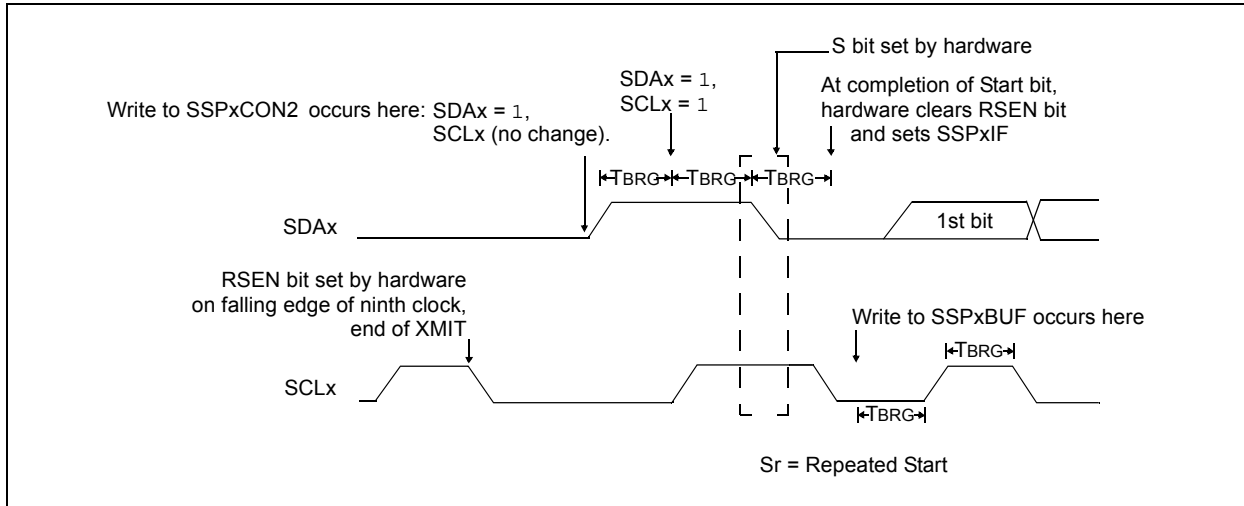 S bit set by hardware
SDAx = 1,
SCLx = 1
At completion of Start bit,
hardware clears RSEN bit
and sets SSPxIF
Write to SSPxCON2 occurs here: SDAx = 1,
SCLx (no change).
TBRG TBRG TBRG
SDAx
1st bit
RSEN bit set by hardware
on falling edge of ninth clock,
end of XMIT
Write to SSPxBUF occurs here
TBRG
SCLx
TBRG
Sr = Repeated Start